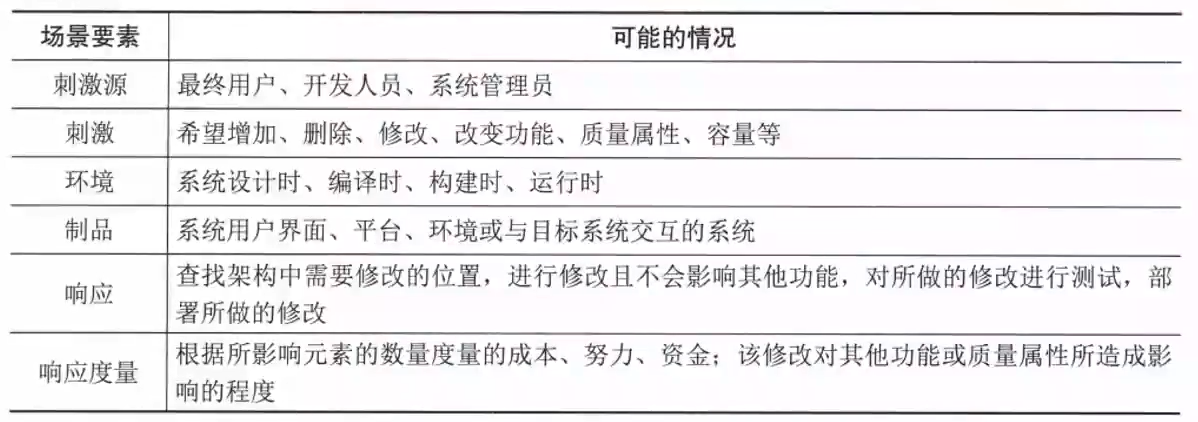 场景要素 可能的情况
刺激源 最终用户、开发人员、系统管理员
刺激 希望增加、删除、修改、改变功能、质量属性、容量等
环境 系统设计时、编译时、构建时、运行时
制品 系统用户界面、平台、环境或与目标系统交互的系统
响应 查找架构中需要修改的位置，进行修改且不会影响其他功能，对所做的修改进行测试，部
署所做的修改
响应度量 根据所影响元素的数量度量的成本、努力、资金；该修改对其他功能或质量属性所造成影
响的程度